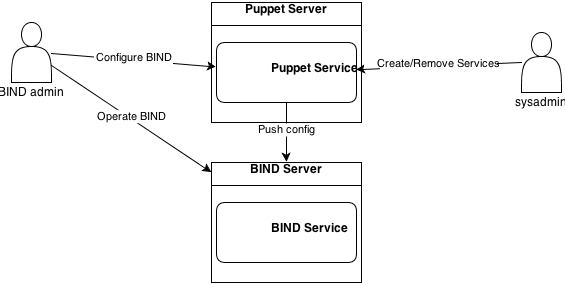 Puppet Server
Configure BIND
Puppet Service
Create/Remove Services
BIND admin
sysadmin
Operate BIND
Push config
BIND Server
BIND Service